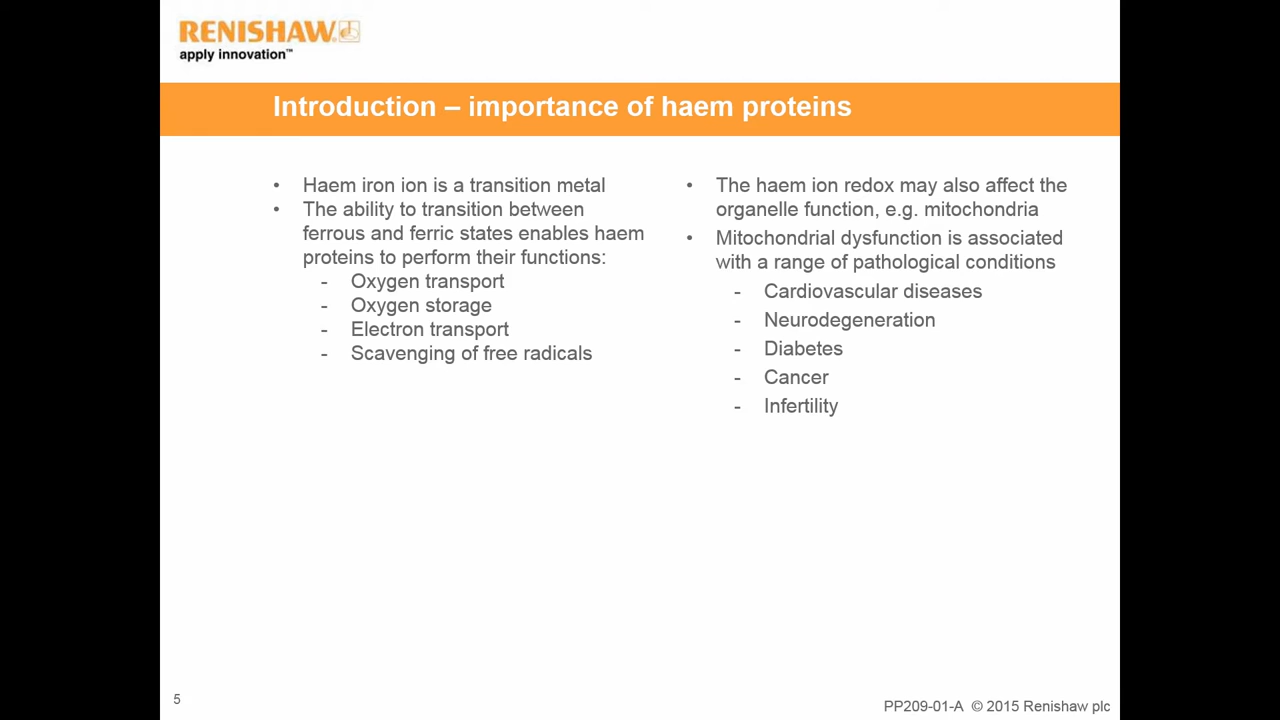 RENISHAW
apply innovation™
Introduction – importance of haem proteins
• Haem iron ion is a transition metal
• The ability to transition between
ferrous and ferric states enables haem
proteins to perform their functions:
- Oxygen transport
- Oxygen storage
- Electron transport
- Scavenging of free radicals
• The haem ion redox may also affect the
organelle function, e.g. mitochondria
• Mitochondrial dysfunction is associated
with a range of pathological conditions
- Cardiovascular diseases
- Neurodegeneration
- Diabetes
- Cancer
- Infertility
5
PP209-01-A © 2015 Renishaw plc